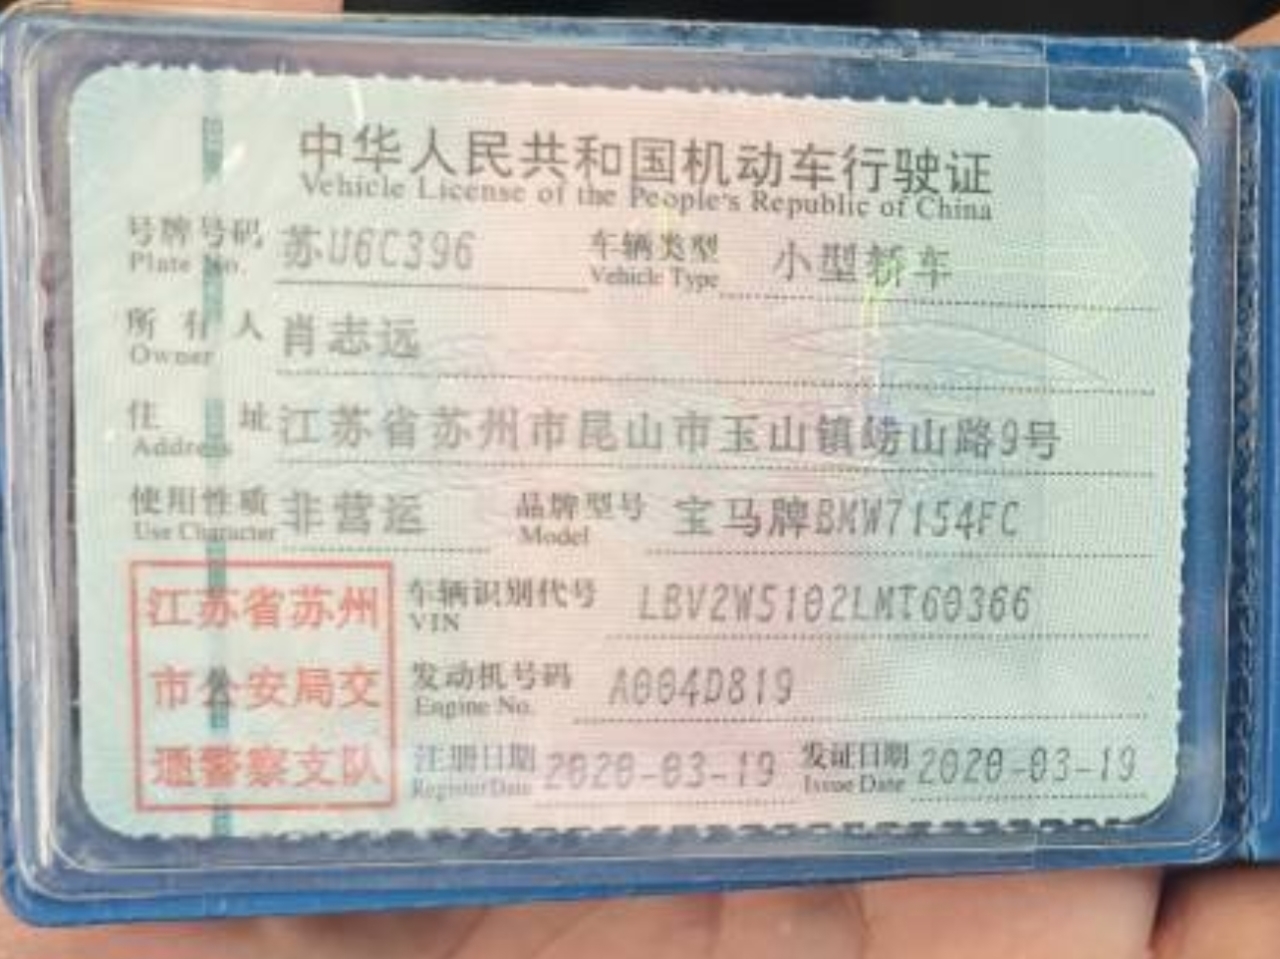 中华人民共和国机动车行驶证
Vehicle License of the People's Republic of China
号牌号码 苏U6C396 车辆类型 小型轿车
Plate No. Vehicle Type
所有人 肖志远
Owner
住址 江苏省苏州市昆山市玉山镇崂山路9号
Address
使用性质 非营运 品牌型号 宝马牌BMW7154FC
Use Character Model
江苏省苏州 车辆识别代号 LBV2W5102LMT60366
VIN
市公安局交 发动机号码 A004D819
Engine No.
通警察支队 注册日期 2020-03-19 发证日期 2020-03-19
Register Date Issue Date